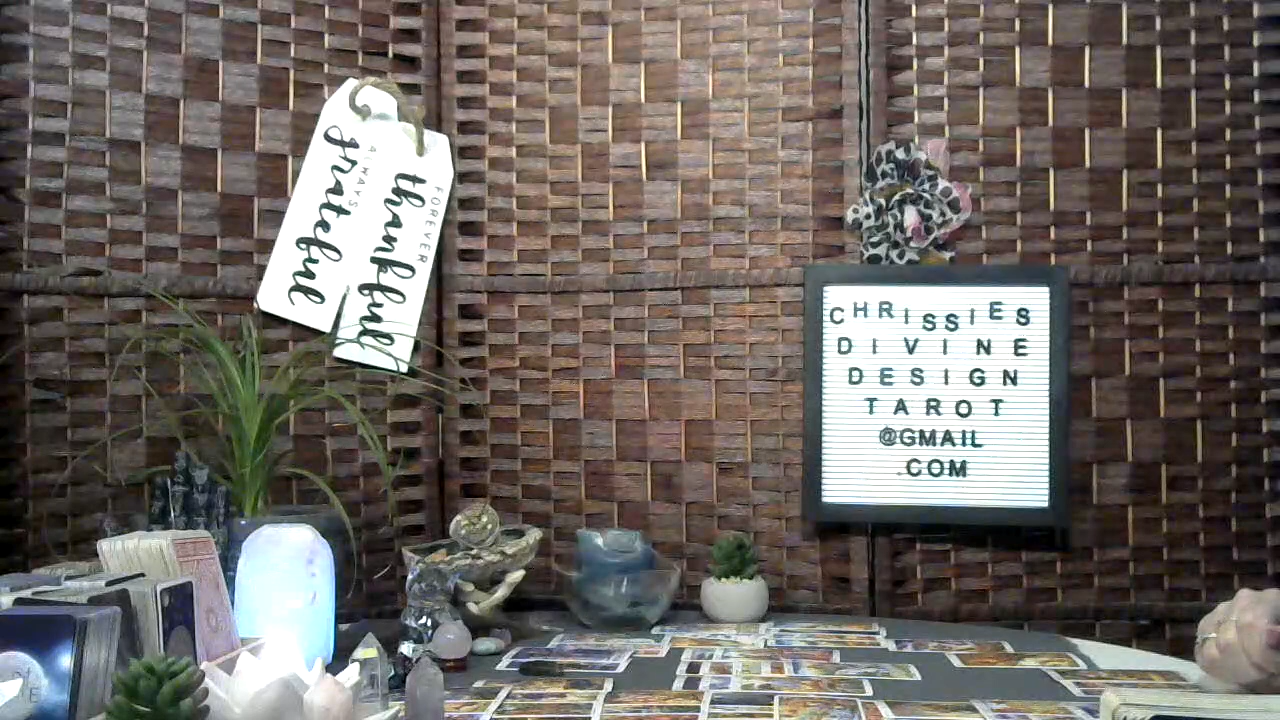 FOREVER
thankful
ALWAYS
grateful
CHRISSIES
DIVINE
DESIGN
TAROT
@GMAIL
.COM